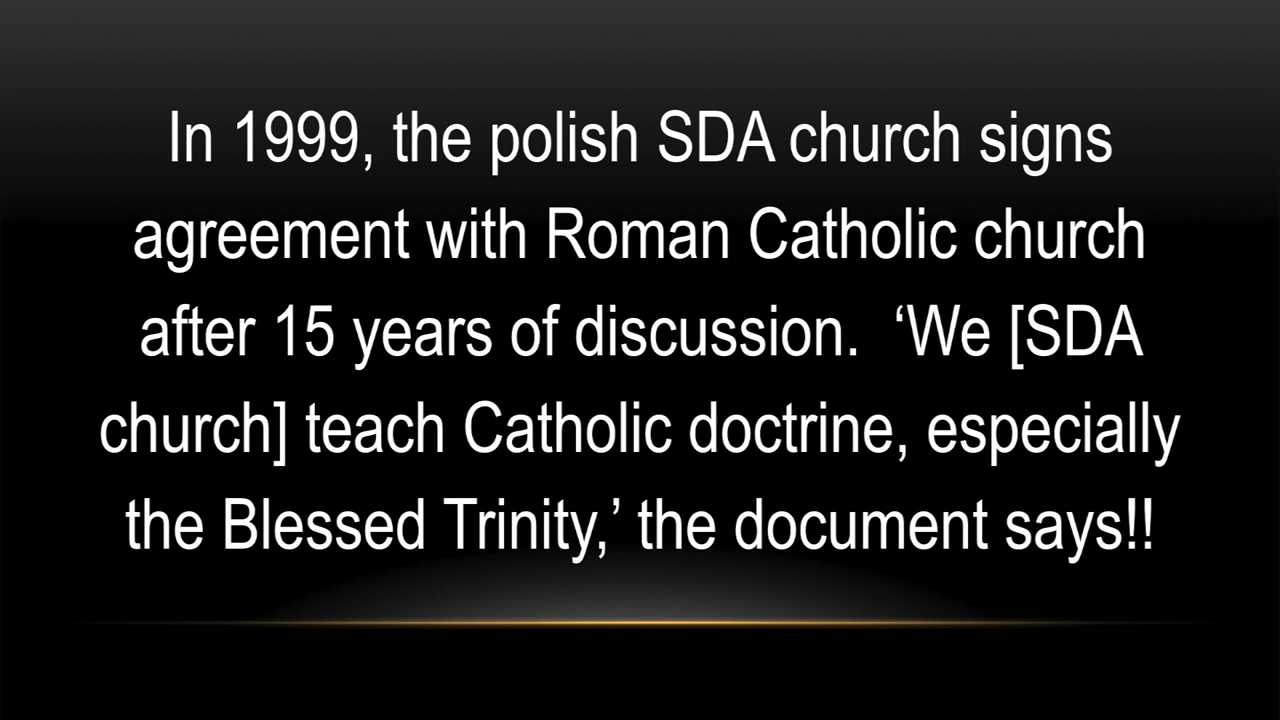 In 1999, the polish SDA church signs
agreement with Roman Catholic church
after 15 years of discussion.  ‘We [SDA
church] teach Catholic doctrine, especially
the Blessed Trinity,’ the document says!!